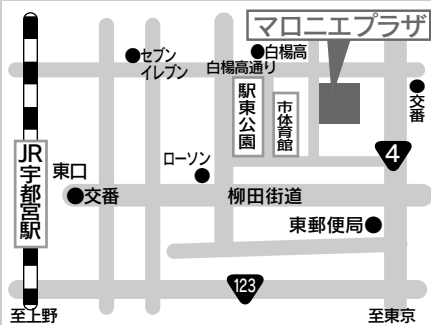 マロニエプラザ
セブン
イレブン
白楊高
白楊高通り
交番
駅東公園
市体育館
4
JR宇都宮駅
東口
ローソン
交番
柳田街道
東郵便局
123
至上野
至東京